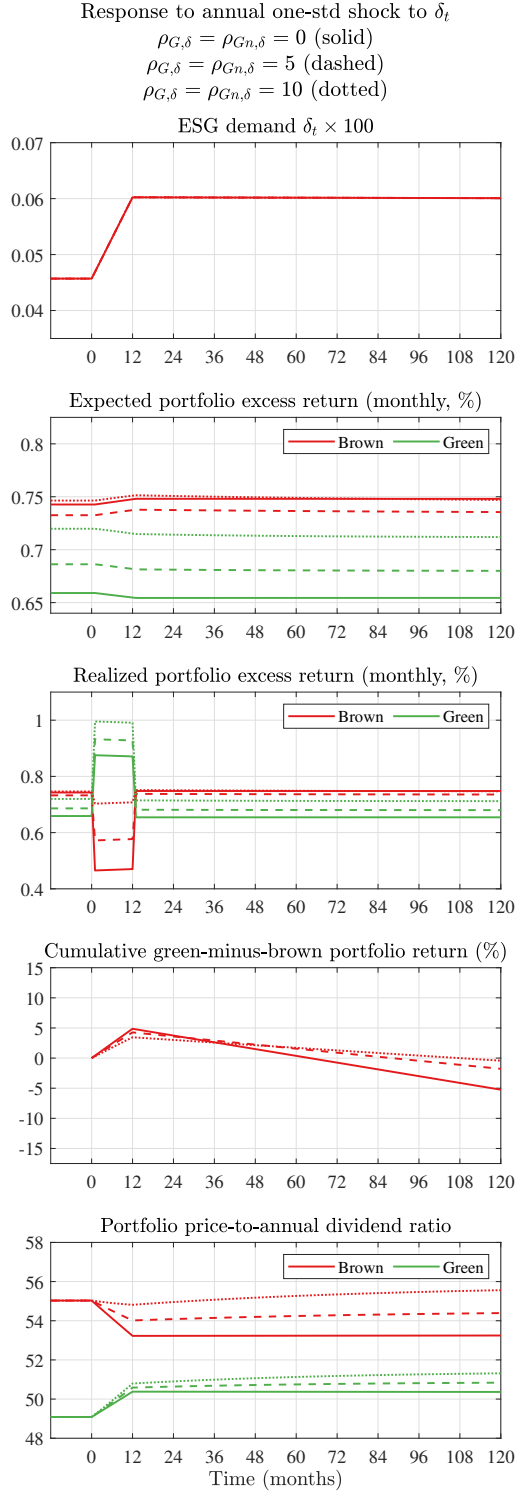 Response to annual one-std shock to δ_t
ρ_{G,δ} = ρ_{Gn,δ} = 0 (solid)
ρ_{G,δ} = ρ_{Gn,δ} = 5 (dashed)
ρ_{G,δ} = ρ_{Gn,δ} = 10 (dotted)
ESG demand δ_t × 100
0.07
0.06
0.05
0.04
0 12 24 36 48 60 72 84 96 108 120
Expected portfolio excess return (monthly, %)
Brown Green
0.8
0.75
0.7
0.65
0 12 24 36 48 60 72 84 96 108 120
Realized portfolio excess return (monthly, %)
Brown Green
1
0.8
0.6
0.4
0 12 24 36 48 60 72 84 96 108 120
Cumulative green-minus-brown portfolio return (%)
15
10
5
0
-5
-10
-15
0 12 24 36 48 60 72 84 96 108 120
Portfolio price-to-annual dividend ratio
Brown Green
58
56
54
52
50
48
0 12 24 36 48 60 72 84 96 108 120
Time (months)